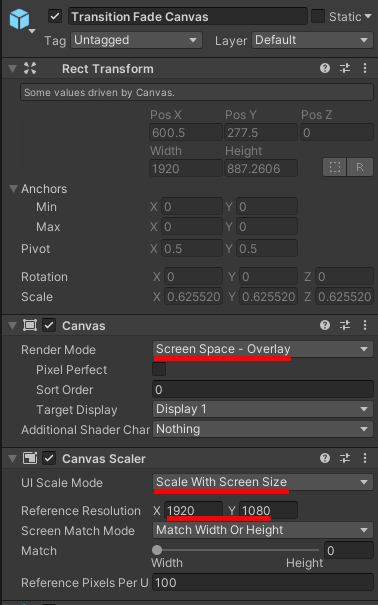 Transition Fade Canvas Static
Tag Untagged Layer Default
Rect Transform
Some values driven by Canvas.
Pos X Pos Y Pos Z
600.5 277.5 0
Width Height
1920 887.2606 R
Anchors
Min X 0 Y 0
Max X 0 Y 0
Pivot X 0.5 Y 0.5
Rotation X 0 Y 0 Z 0
Scale X 0.625520 Y 0.625520 Z 0.625520
Canvas
Render Mode Screen Space - Overlay
Pixel Perfect
Sort Order 0
Target Display Display 1
Additional Shader Char Nothing
Canvas Scaler
UI Scale Mode Scale With Screen Size
Reference Resolution X 1920 Y 1080
Screen Match Mode Match Width Or Height
Match 0
Width Height
Reference Pixels Per U 100